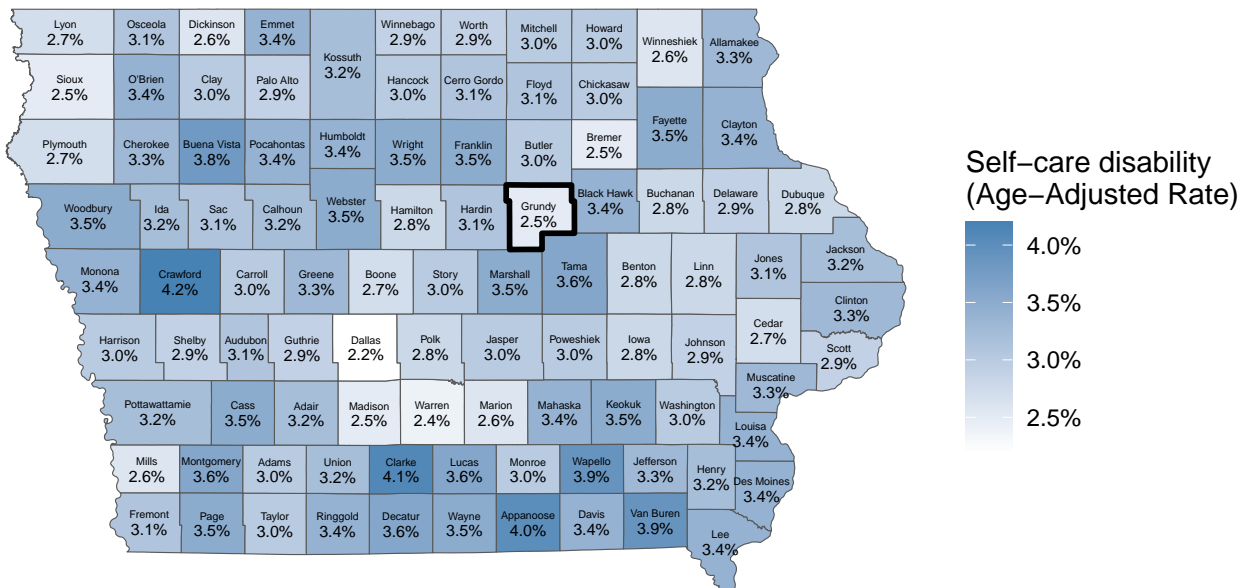 Lyon
2.7%
Osceola
3.1%
Dickinson
2.6%
Emmet
3.4%
Kossuth
3.2%
Winnebago
2.9%
Worth
2.9%
Mitchell
3.0%
Howard
3.0%
Winneshiek
2.6%
Allamakee
3.3%
Sioux
2.5%
O'Brien
3.4%
Clay
3.0%
Palo Alto
2.9%
Hancock
3.0%
Cerro Gordo
3.1%
Floyd
3.1%
Chickasaw
3.0%
Fayette
3.5%
Clayton
3.4%
Plymouth
2.7%
Cherokee
3.3%
Buena Vista
3.8%
Pocahontas
3.4%
Humboldt
3.4%
Wright
3.5%
Franklin
3.5%
Butler
3.0%
Bremer
2.5%
Woodbury
3.5%
Ida
3.2%
Sac
3.1%
Calhoun
3.2%
Webster
3.5%
Hamilton
2.8%
Hardin
3.1%
Grundy
2.5%
Black Hawk
3.4%
Buchanan
2.8%
Delaware
2.9%
Dubuque
2.8%
Monona
3.4%
Crawford
4.2%
Carroll
3.0%
Greene
3.3%
Boone
2.7%
Story
3.0%
Marshall
3.5%
Tama
3.6%
Benton
2.8%
Linn
2.8%
Jones
3.1%
Jackson
3.2%
Clinton
3.3%
Harrison
3.0%
Shelby
2.9%
Audubon
3.1%
Guthrie
2.9%
Dallas
2.2%
Polk
2.8%
Jasper
3.0%
Poweshiek
3.0%
Iowa
2.8%
Johnson
2.9%
Cedar
2.7%
Scott
2.9%
Muscatine
3.3%
Pottawattamie
3.2%
Cass
3.5%
Adair
3.2%
Madison
2.5%
Warren
2.4%
Marion
2.6%
Mahaska
3.4%
Keokuk
3.5%
Washington
3.0%
Louisa
3.4%
Mills
2.6%
Montgomery
3.6%
Adams
3.0%
Union
3.2%
Clarke
4.1%
Lucas
3.6%
Monroe
3.0%
Wapello
3.9%
Jefferson
3.3%
Henry
3.2%
Des Moines
3.4%
Fremont
3.1%
Page
3.5%
Taylor
3.0%
Ringgold
3.4%
Decatur
3.6%
Wayne
3.5%
Appanoose
4.0%
Davis
3.4%
Van Buren
3.9%
Lee
3.4%
Self−care disability
(Age−Adjusted Rate)
4.0%
3.5%
3.0%
2.5%